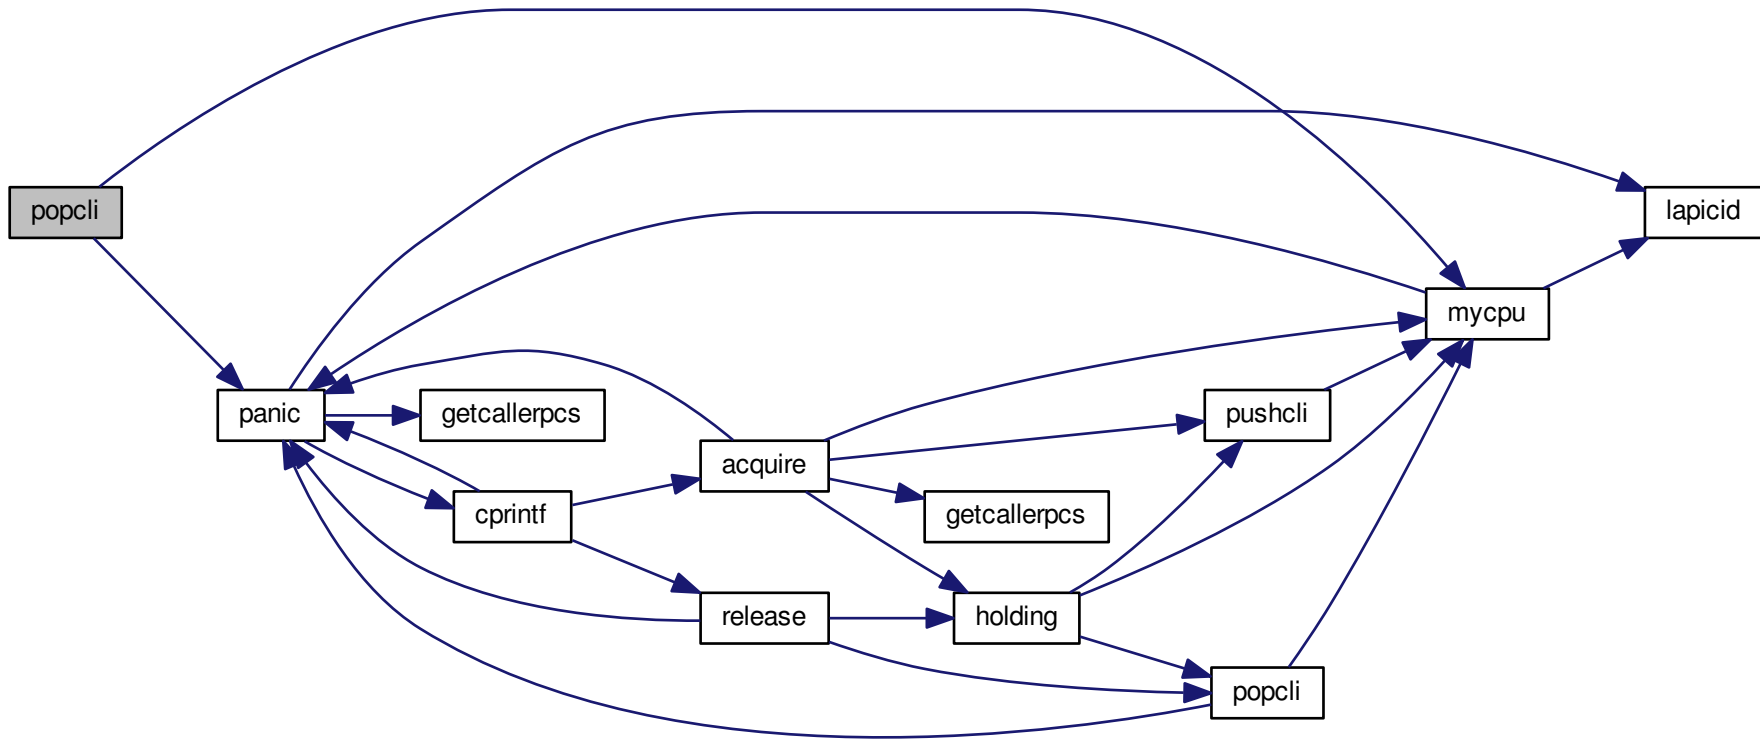 popcli
lapicid
mycpu
panic
getcallerpcs
pushcli
acquire
cprintf
getcallerpcs
release
holding
popcli